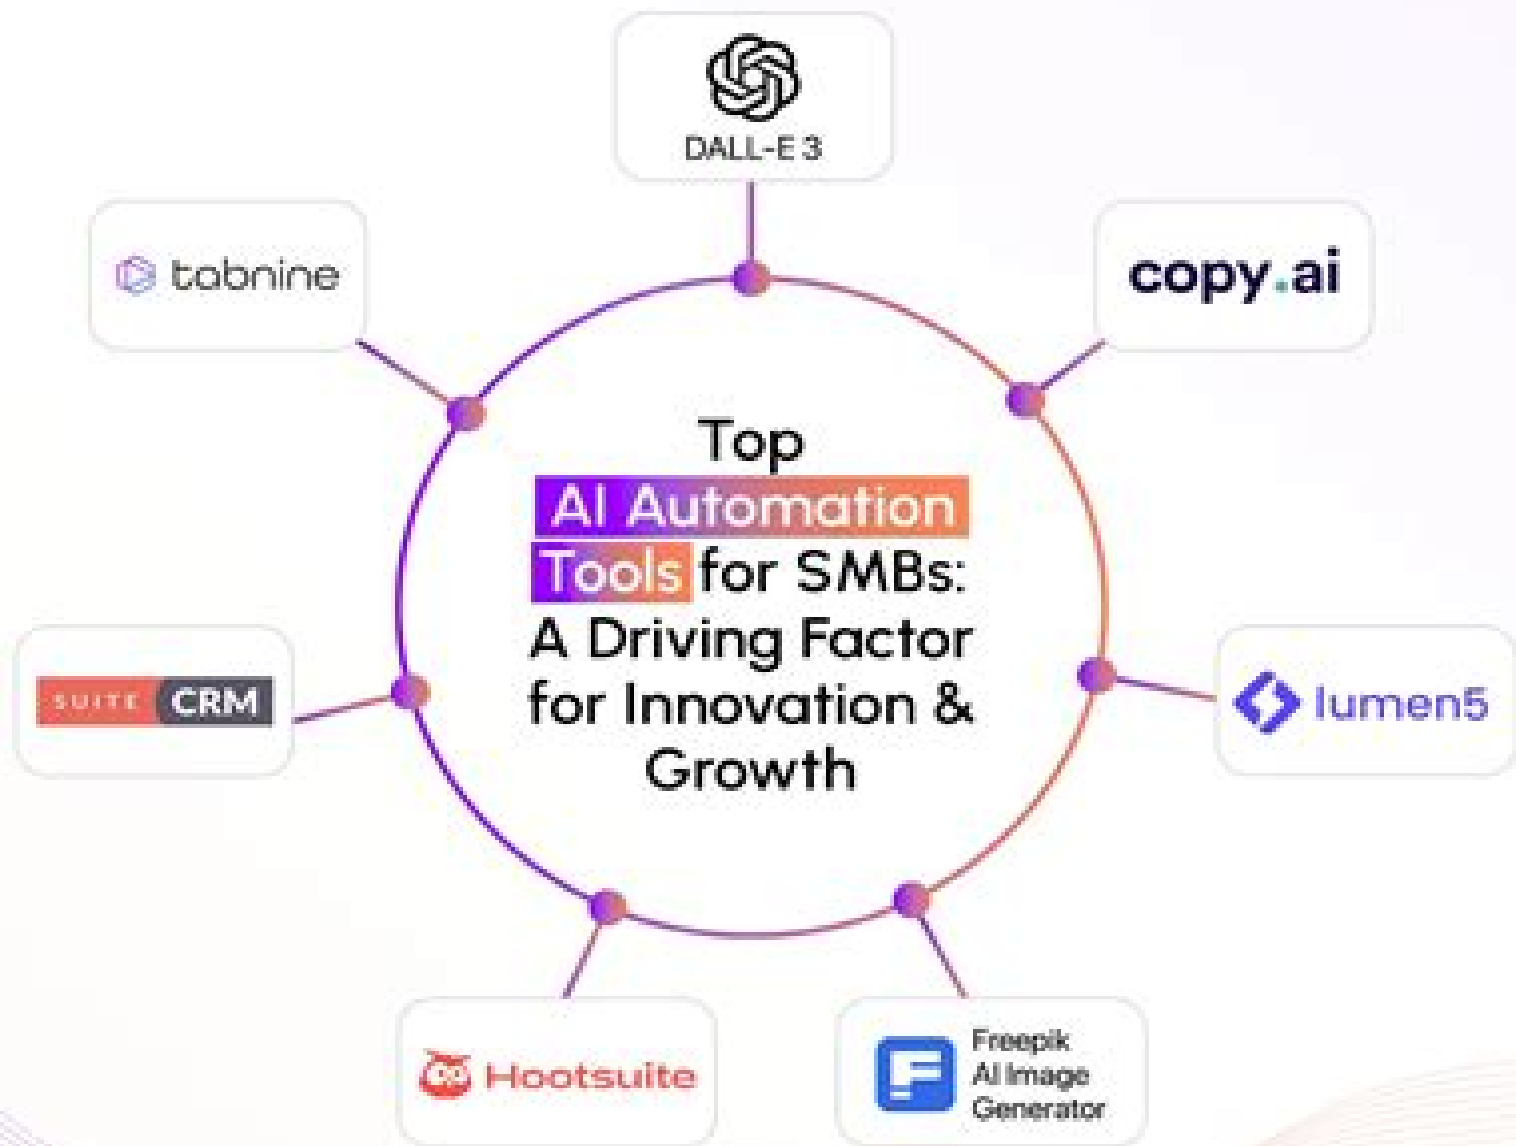 DALL-E 3
tabnine
copy.ai
Top
AI Automation
Tools for SMBs:
A Driving Factor
for Innovation &
Growth
SUITE CRM
lumen5
Hootsuite
Freepik
AI Image
Generator